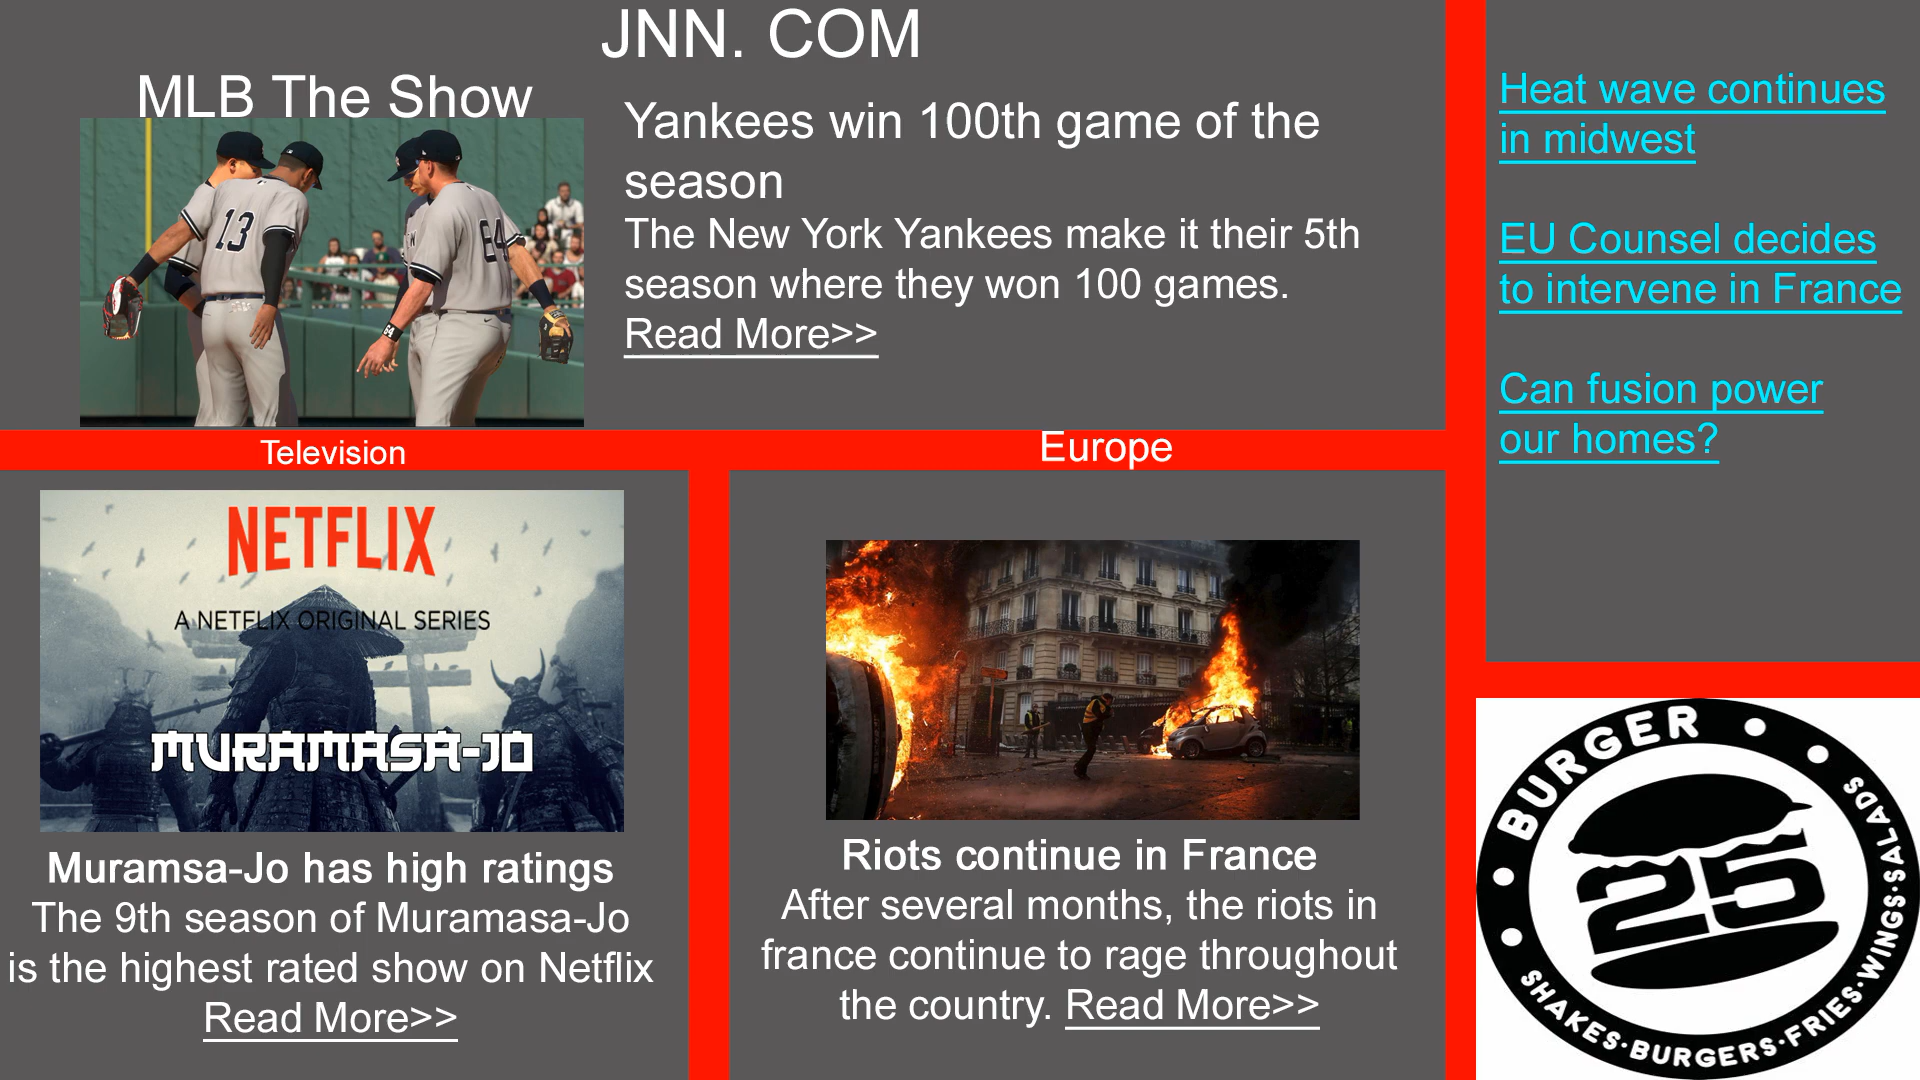 JNN. COM
MLB The Show
13
64
64
Yankees win 100th game of the
season
The New York Yankees make it their 5th
season where they won 100 games.
Read More>>
Heat wave continues
in midwest
EU Counsel decides
to intervene in France
Can fusion power
our homes?
Television
NETFLIX
A NETFLIX ORIGINAL SERIES
MURAMASA-JO
Muramsa-Jo has high ratings
The 9th season of Muramasa-Jo
is the highest rated show on Netflix
Read More>>
Europe
Riots continue in France
After several months, the riots in
france continue to rage throughout
the country. Read More>>
BURGER
25
SHAKES·BURGERS·FRIES·WINGS·SALADS